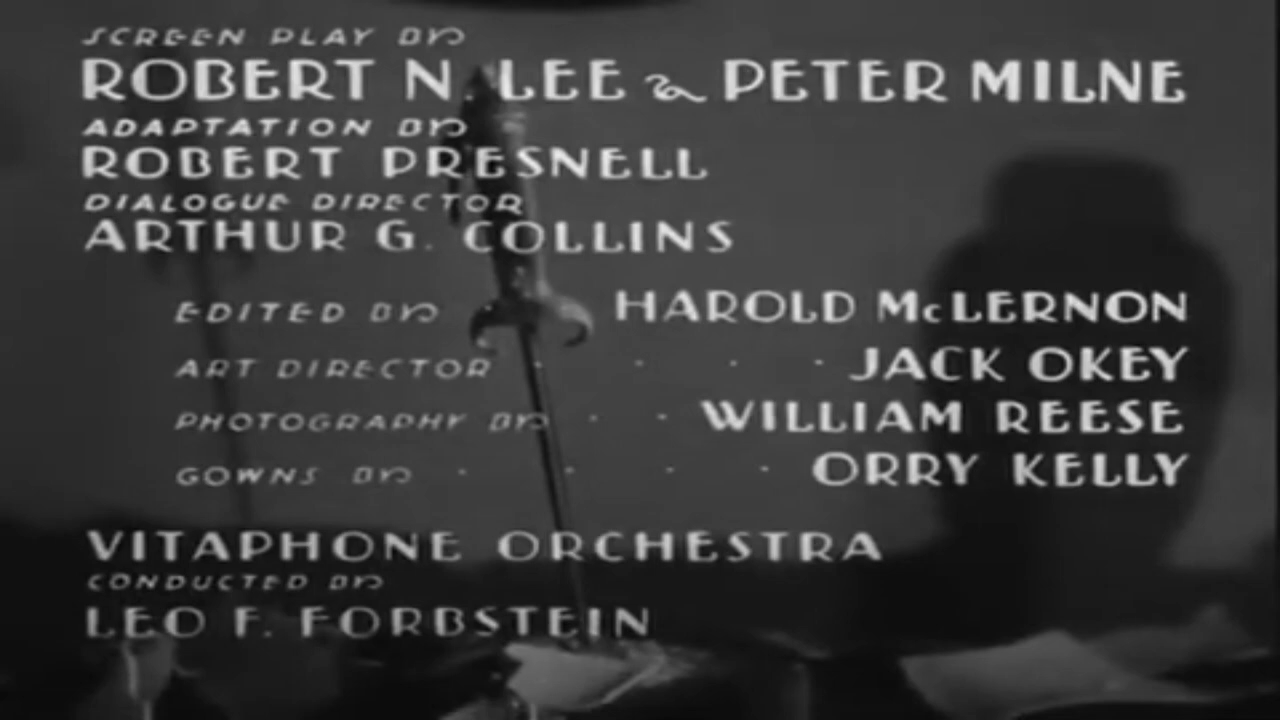 SCREEN PLAY BY
ROBERT N. LEE & PETER MILNE
ADAPTATION BY
ROBERT PRESNELL
DIALOGUE DIRECTOR
ARTHUR G. COLLINS
EDITED BY HAROLD McLERNON
ART DIRECTOR · · · · JACK OKEY
PHOTOGRAPHY BY · · WILLIAM REESE
GOWNS BY · · · · ORRY KELLY
VITAPHONE ORCHESTRA
CONDUCTED BY
LEO F. FORBSTEIN